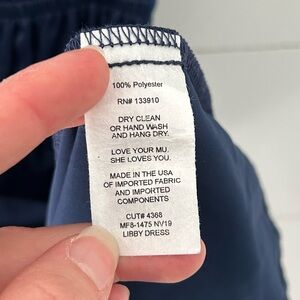 100% Polyester
RN# 133910
DRY CLEAN
OR HAND WASH
AND HANG DRY.
LOVE YOUR MU.
SHE LOVES YOU.
MADE IN THE USA
OF IMPORTED FABRIC
AND IMPORTED
COMPONENTS
CUT# 4368
MF8-1475 NV19
LIBBY DRESS